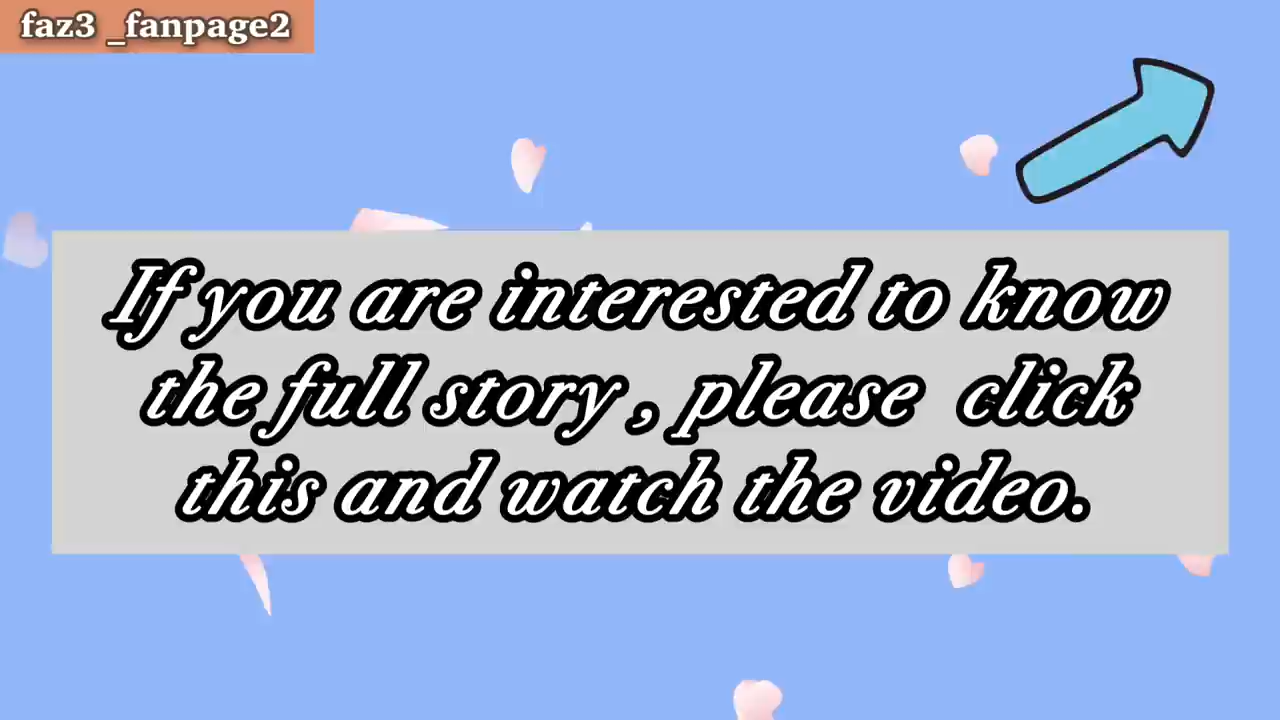 faz3 _fanpage2
If you are interested to know
the full story , please click
this and watch the video.